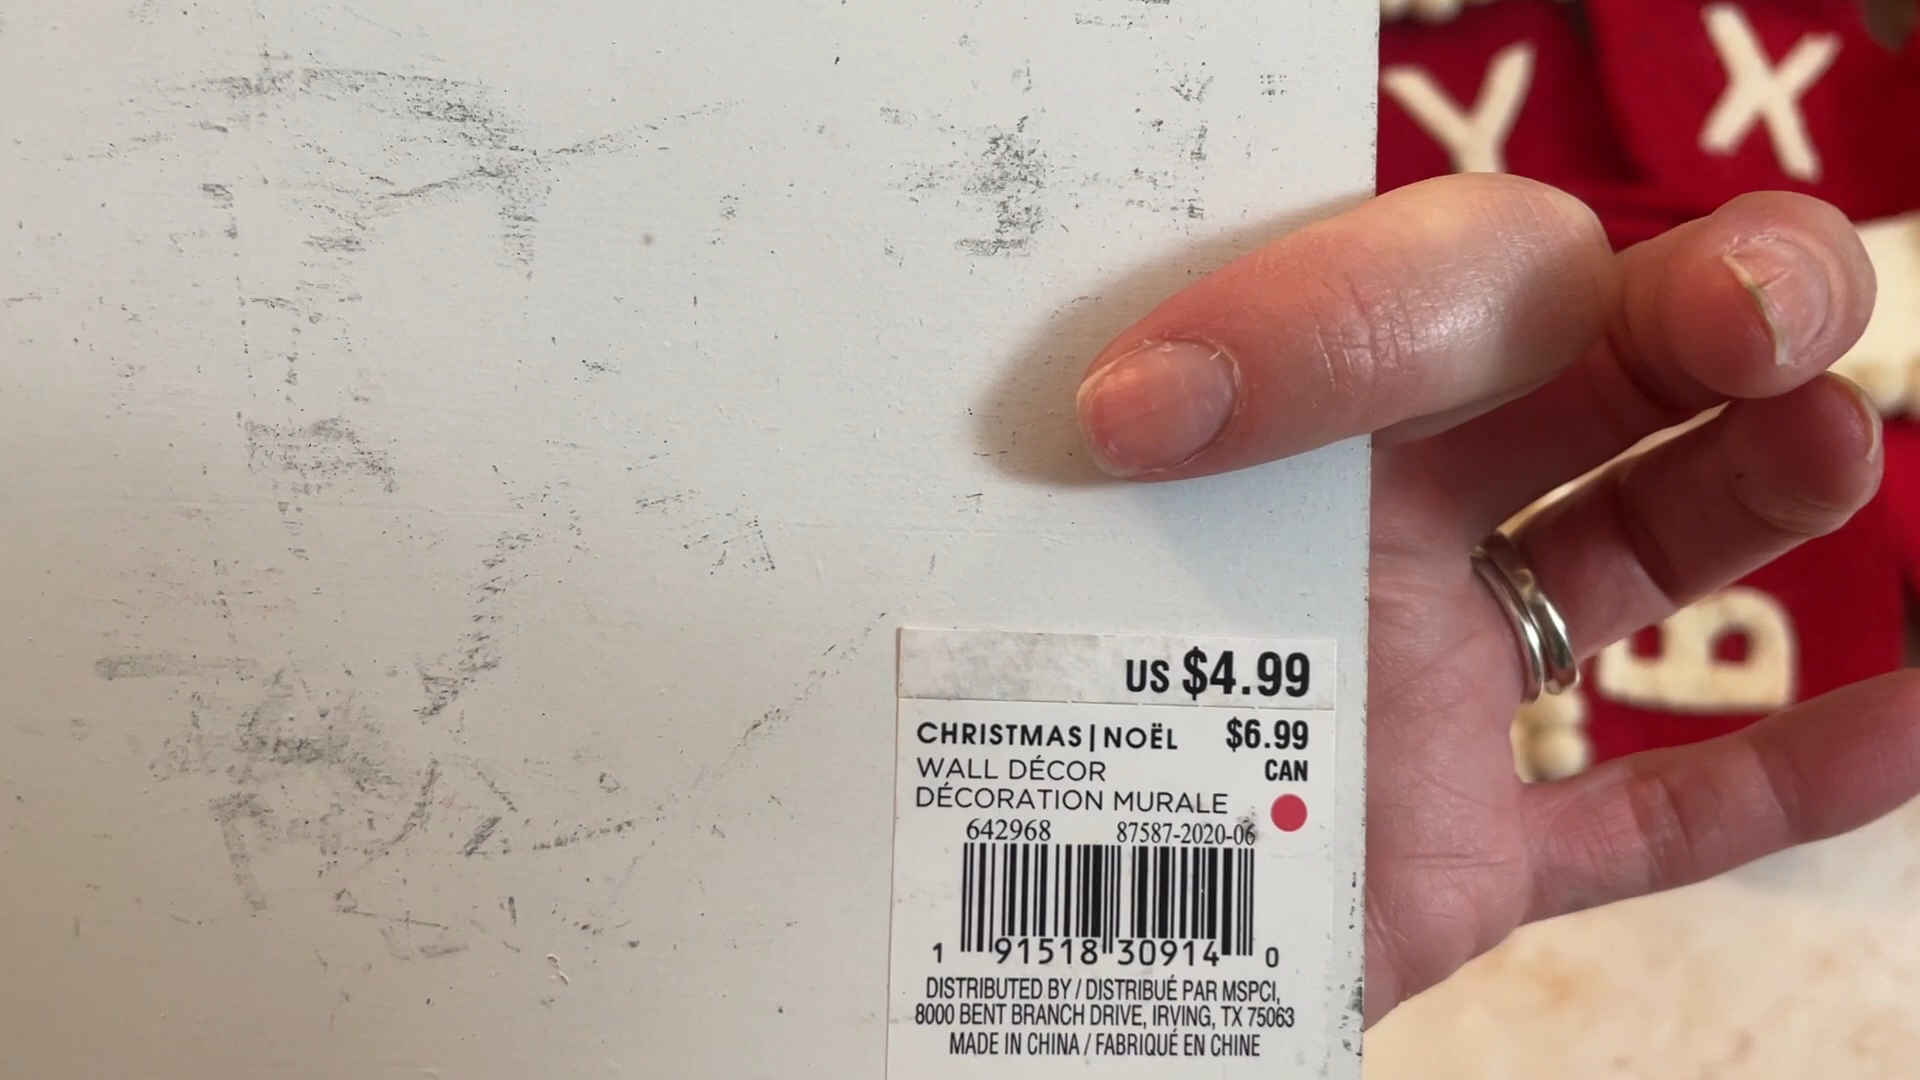 Y X
B
US $4.99
CHRISTMAS|NOËL $6.99
WALL DÉCOR CAN
DÉCORATION MURALE
642968 87587-2020-06
1 91518 30914 0
DISTRIBUTED BY / DISTRIBUÉ PAR MSPCI,
8000 BENT BRANCH DRIVE, IRVING, TX 75063
MADE IN CHINA / FABRIQUÉ EN CHINE